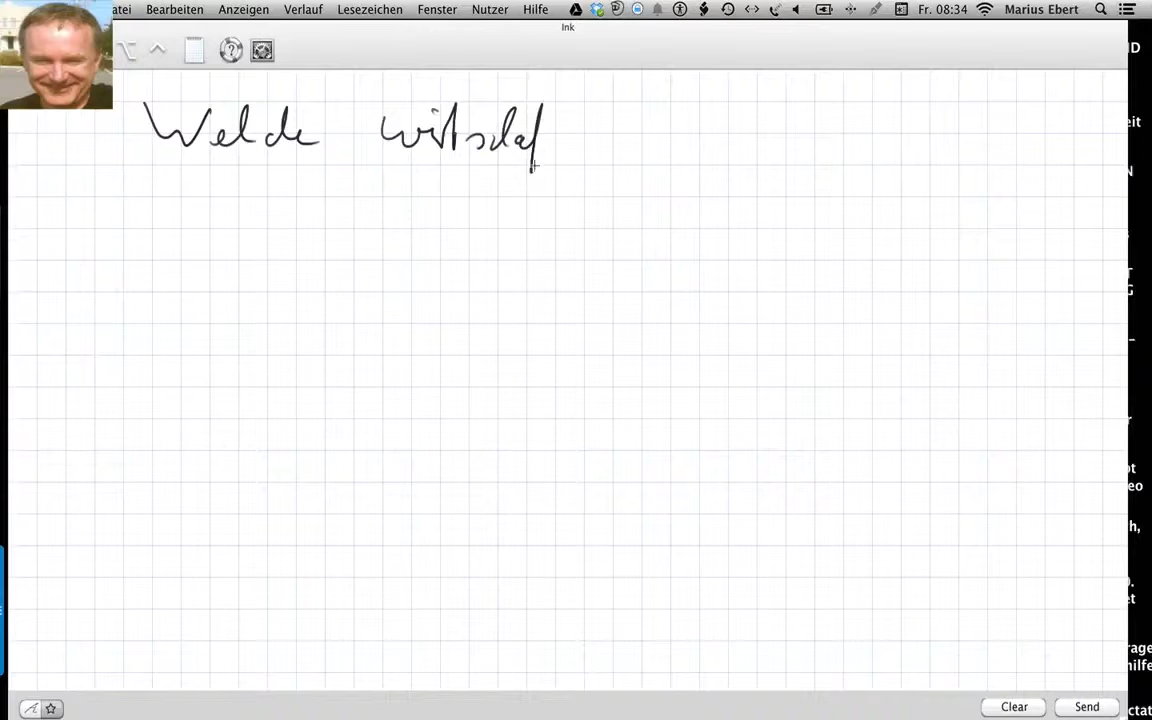 atei Bearbeiten Anzeigen Verlauf Lesezeichen Fenster Nutzer Hilfe Fr. 08:34 Marius Ebert
Ink
Welche wirtschaf
Clear Send